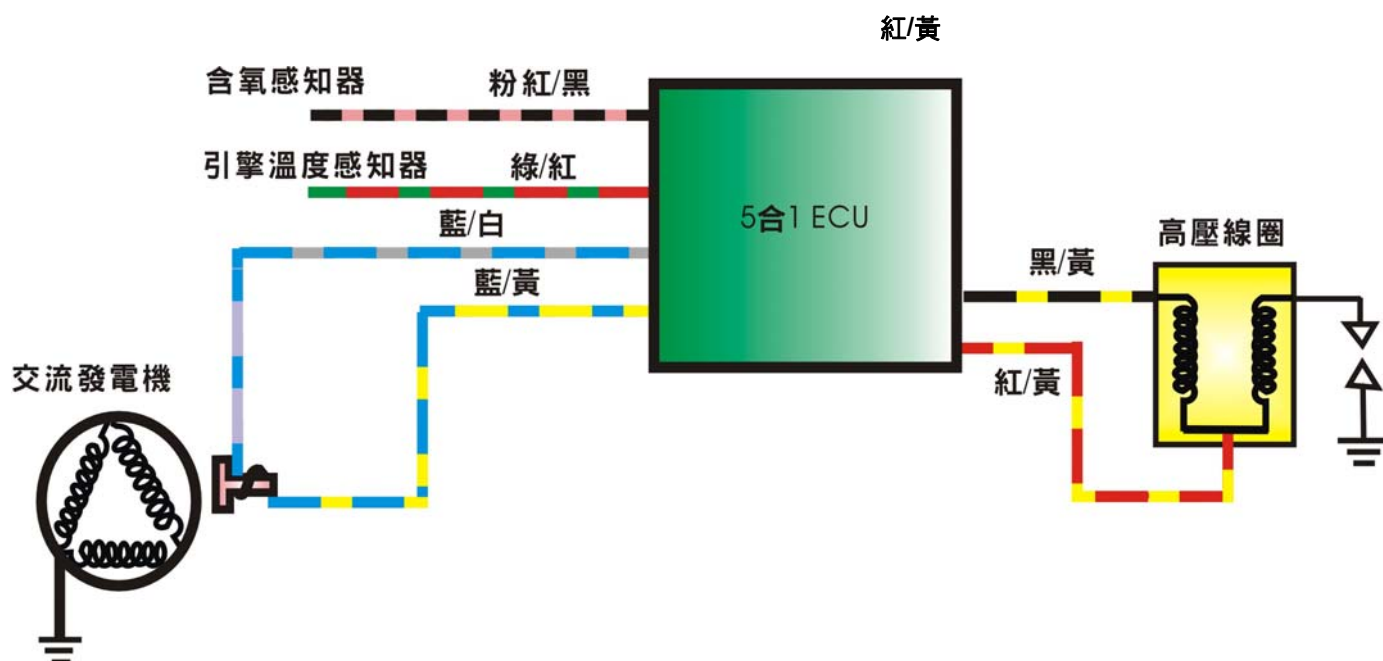 紅/黃
含氧感知器
粉紅/黑
引擎溫度感知器
綠/紅
藍/白
5合1 ECU
高壓線圈
黑/黃
藍/黃
交流發電機
紅/黃